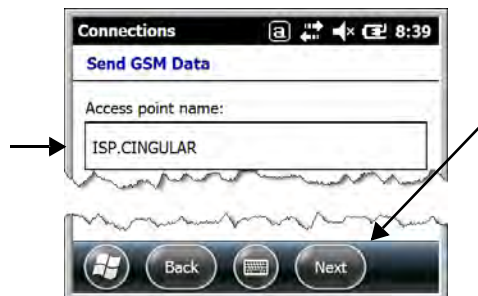 Connections a 8:39
Send GSM Data
Access point name:
ISP.CINGULAR
Back Next